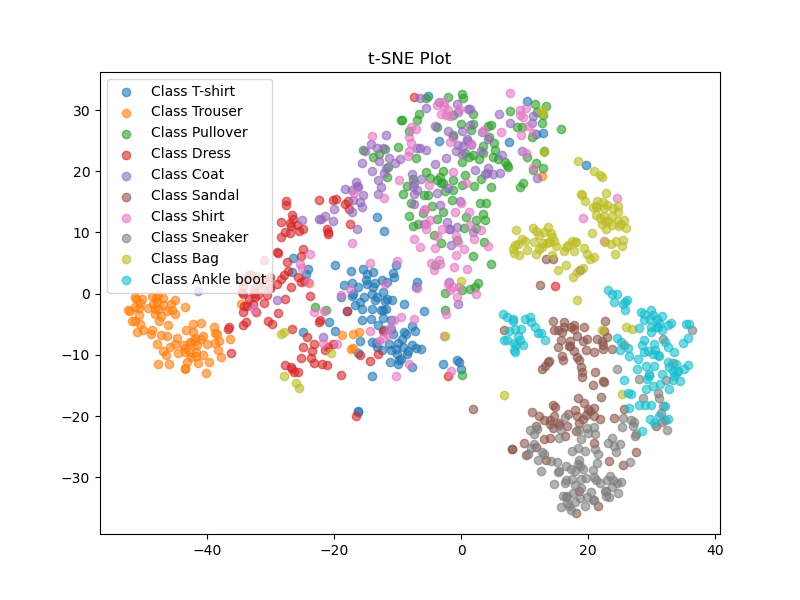 t-SNE Plot
Class T-shirt
Class Trouser
Class Pullover
Class Dress
Class Coat
Class Sandal
Class Shirt
Class Sneaker
Class Bag
Class Ankle boot
30
20
10
0
−10
−20
−30
−40 −20 0 20 40